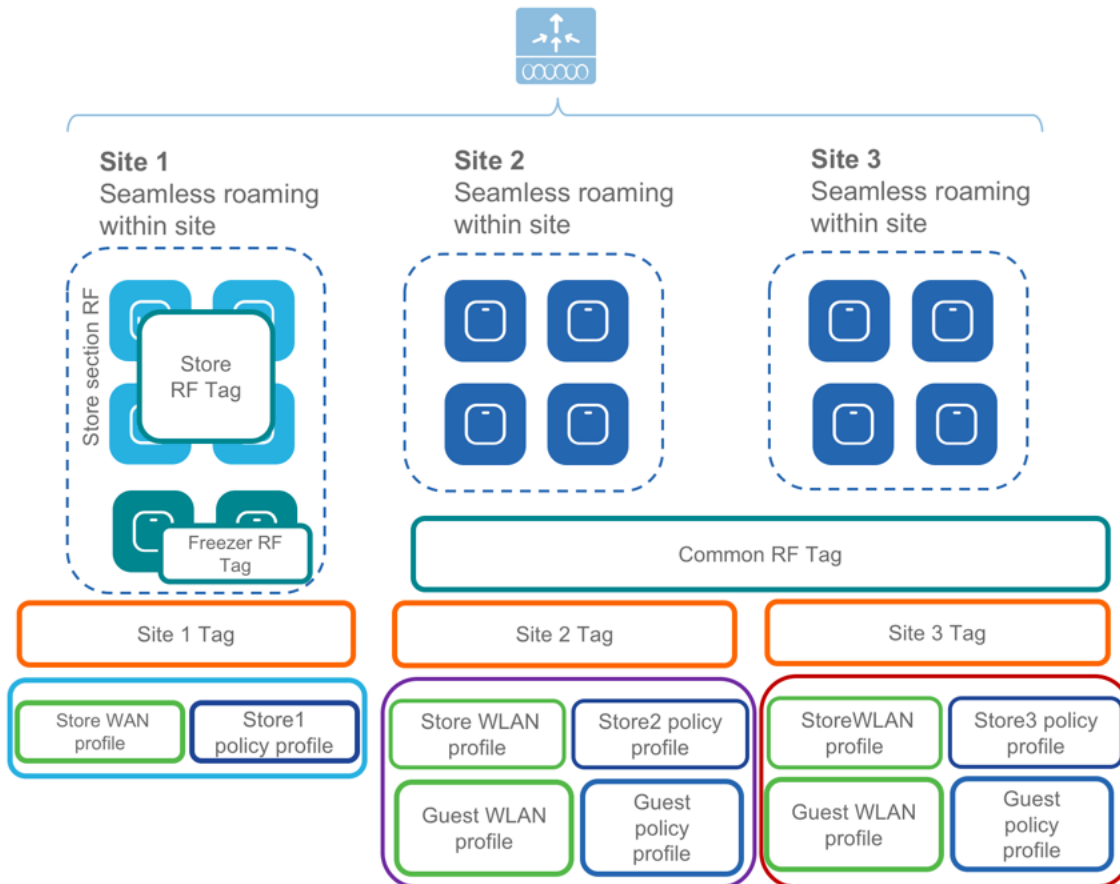 Site 1
Seamless roaming
within site
Site 2
Seamless roaming
within site
Site 3
Seamless roaming
within site
Store section RF
Store
RF Tag
Freezer RF
Tag
Common RF Tag
Site 1 Tag
Site 2 Tag
Site 3 Tag
Store WAN
profile
Store1
policy profile
Store WLAN
profile
Store2 policy
profile
Guest WLAN
profile
Guest
policy
profile
StoreWLAN
profile
Store3 policy
profile
Guest WLAN
profile
Guest
policy
profile